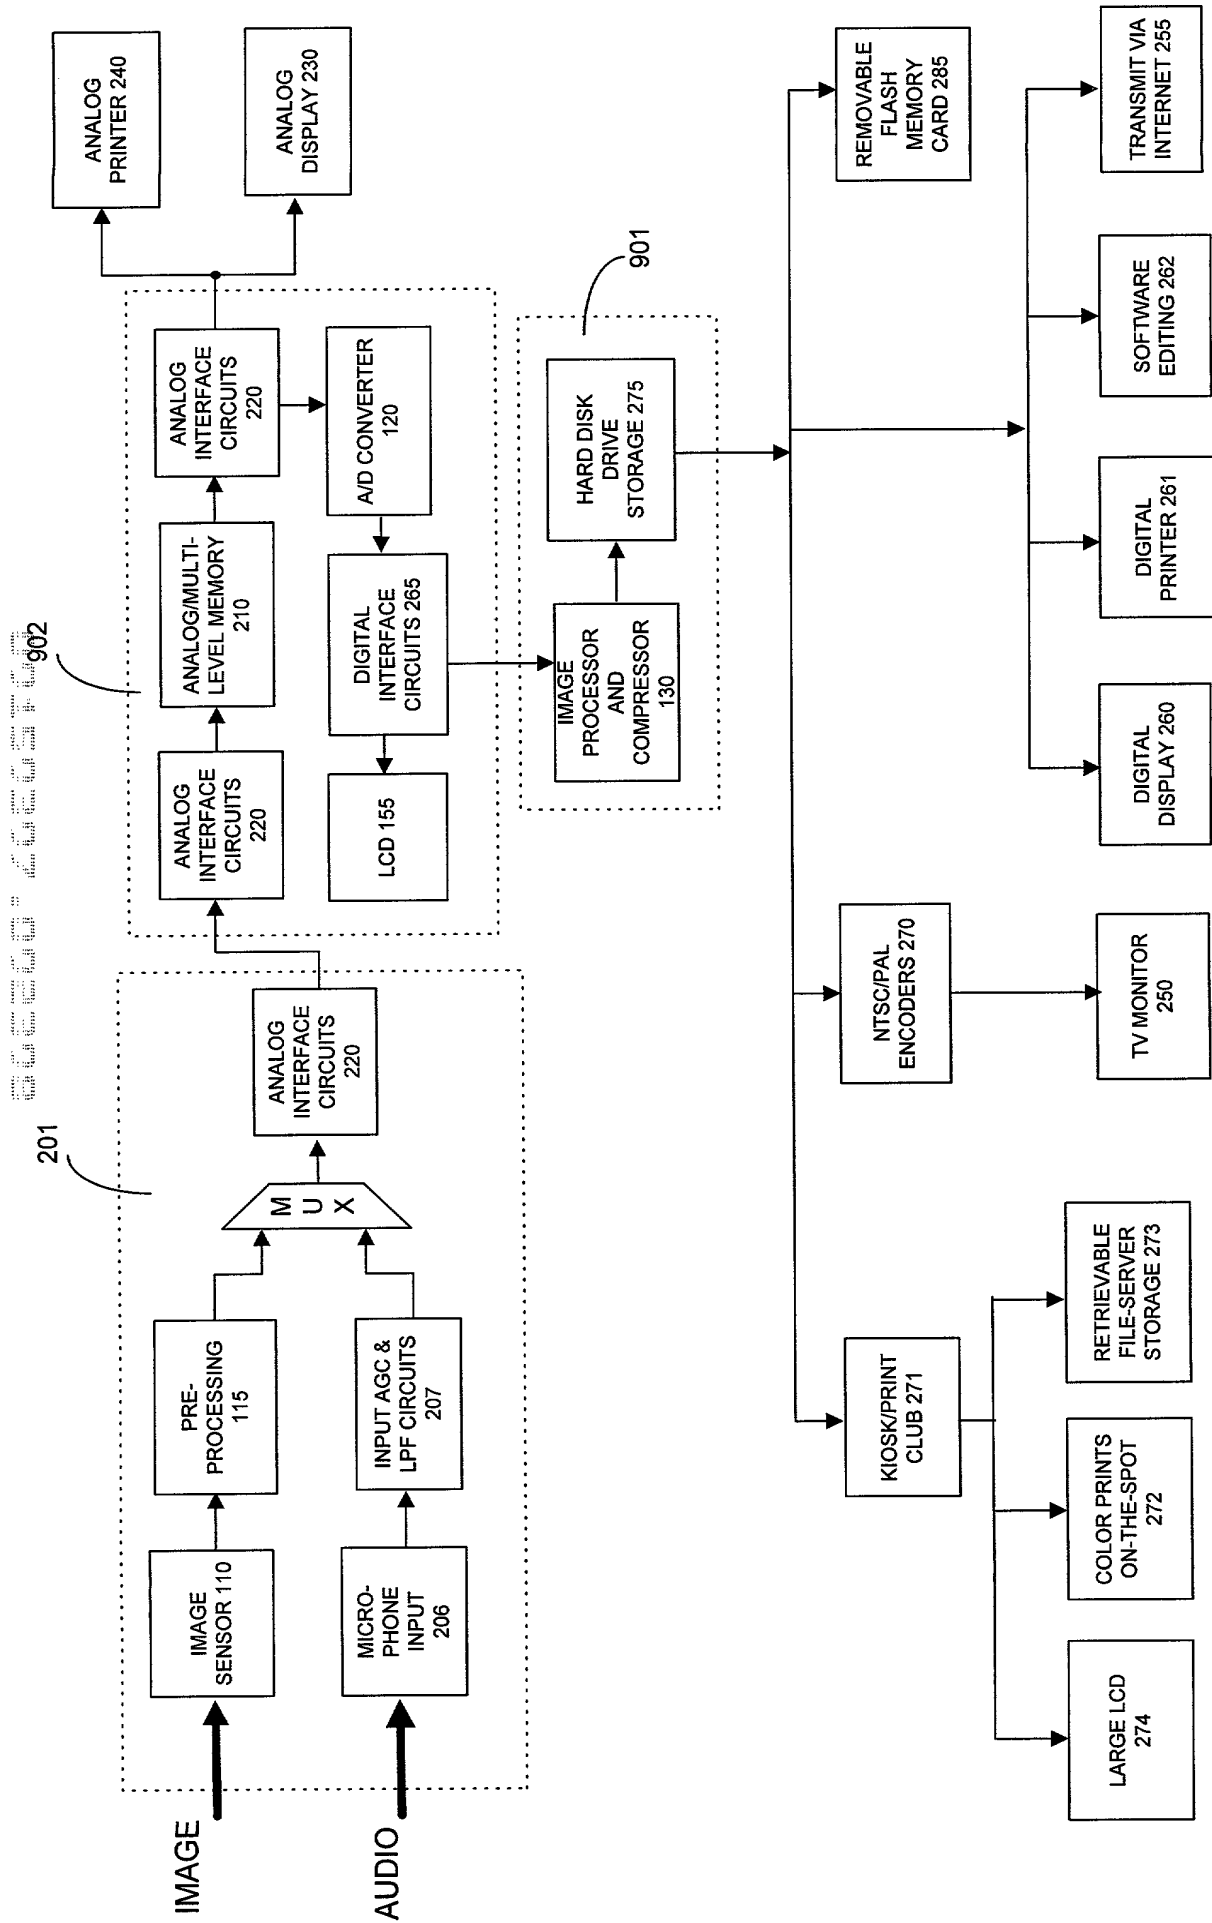 IMAGE
AUDIO
201
IMAGE
SENSOR 110
PRE-
PROCESSING
115
MICRO-
PHONE
INPUT
206
INPUT AGC &
LPF CIRCUITS
207
M
U
X
ANALOG
INTERFACE
CIRCUITS
220
902
ANALOG
INTERFACE
CIRCUITS
220
ANALOG/MULTI-
LEVEL MEMORY
210
ANALOG
INTERFACE
CIRCUITS
220
LCD 155
DIGITAL
INTERFACE
CIRCUITS 265
A/D CONVERTER
120
ANALOG
PRINTER 240
ANALOG
DISPLAY 230
901
IMAGE
PROCESSOR
AND
COMPRESSOR
130
HARD DISK
DRIVE
STORAGE 275
KIOSK/PRINT
CLUB 271
NTSC/PAL
ENCODERS 270
REMOVABLE
FLASH
MEMORY
CARD 285
LARGE LCD
274
COLOR PRINTS
ON-THE-SPOT
272
RETRIEVABLE
FILE-SERVER
STORAGE 273
TV MONITOR
250
DIGITAL
DISPLAY 260
DIGITAL
PRINTER 261
SOFTWARE
EDITING 262
TRANSMIT VIA
INTERNET 255